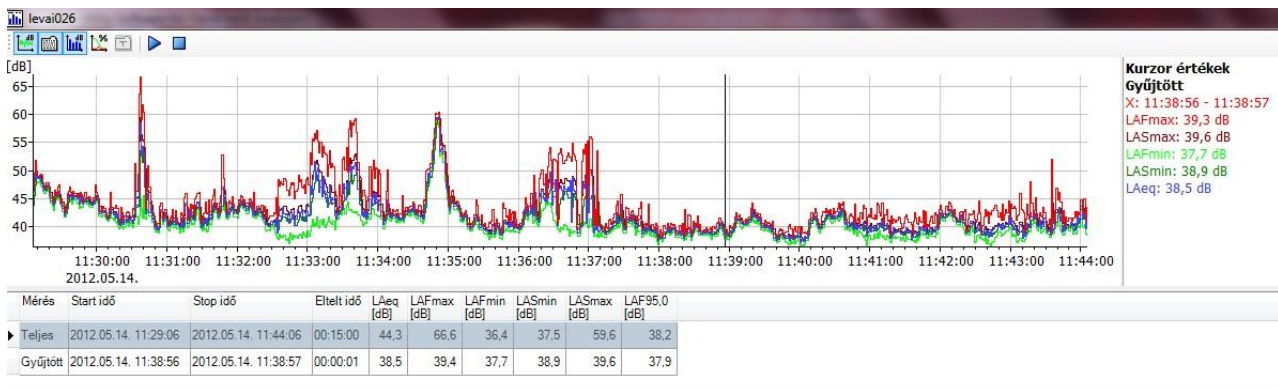 levai026
[dB]
65
60
55
50
45
40
11:30:00 11:31:00 11:32:00 11:33:00 11:34:00 11:35:00 11:36:00 11:37:00 11:38:00 11:39:00 11:40:00 11:41:00 11:42:00 11:43:00 11:44:00
2012.05.14.
Kurzor értékek
Gyűjtött
X: 11:38:56 - 11:38:57
LAFmax: 39,3 dB
LASmax: 39,6 dB
LAFmin: 37,7 dB
LASmin: 38,9 dB
LAeq: 38,5 dB
Mérés Start idő Stop idő Eltelt idő LAeq [dB] LAFmax [dB] LAFmin [dB] LASmin [dB] LASmax [dB] LAF95,0 [dB]
Teljes 2012.05.14. 11:29:06 2012.05.14. 11:44:06 00:15:00 44,3 66,6 36,4 37,5 59,6 38,2
Gyűjtött 2012.05.14. 11:38:56 2012.05.14. 11:38:57 00:00:01 38,5 39,4 37,7 38,9 39,6 37,9